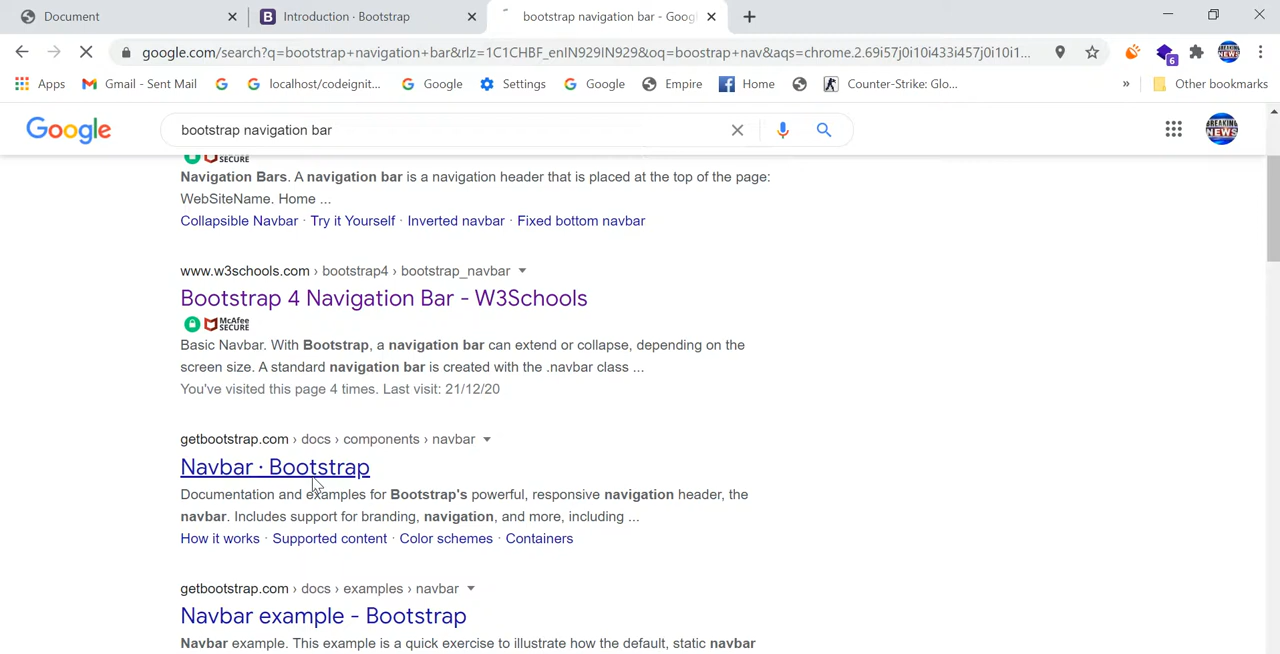 Document
Introduction · Bootstrap
bootstrap navigation bar - Goog
google.com/search?q=bootstrap+navigation+bar&rlz=1C1CHBF_enIN929IN929&oq=boostrap+nav&aqs=chrome.2.69i57j0i10i433i457j0i10i1...
6
Apps
Gmail - Sent Mail
localhost/codeignit...
Google
Settings
Google
Empire
Home
Counter-Strike: Glo...
»
Other bookmarks
Google
bootstrap navigation bar
BREAKING
NEWS
SECURE
Navigation Bars. A navigation bar is a navigation header that is placed at the top of the page:
WebSiteName. Home ...
Collapsible Navbar · Try it Yourself · Inverted navbar · Fixed bottom navbar
www.w3schools.com › bootstrap4 › bootstrap_navbar
Bootstrap 4 Navigation Bar - W3Schools
McAfee
SECURE
Basic Navbar. With Bootstrap, a navigation bar can extend or collapse, depending on the
screen size. A standard navigation bar is created with the .navbar class ...
You've visited this page 4 times. Last visit: 21/12/20
getbootstrap.com › docs › components › navbar
Navbar · Bootstrap
Documentation and examples for Bootstrap's powerful, responsive navigation header, the
navbar. Includes support for branding, navigation, and more, including ...
How it works · Supported content · Color schemes · Containers
getbootstrap.com › docs › examples › navbar
Navbar example - Bootstrap
Navbar example. This example is a quick exercise to illustrate how the default, static navbar